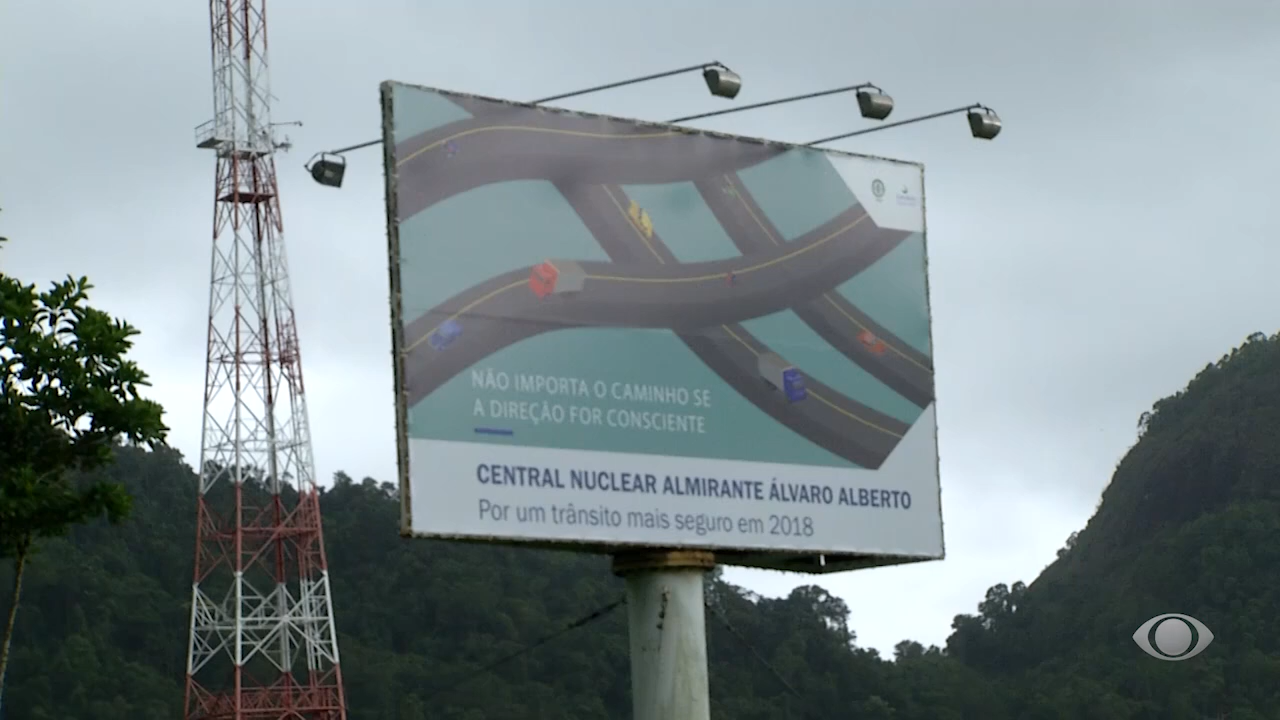 NÃO IMPORTA O CAMINHO SE
A DIREÇÃO FOR CONSCIENTE
CENTRAL NUCLEAR ALMIRANTE ÁLVARO ALBERTO
Por um trânsito mais seguro em 2018